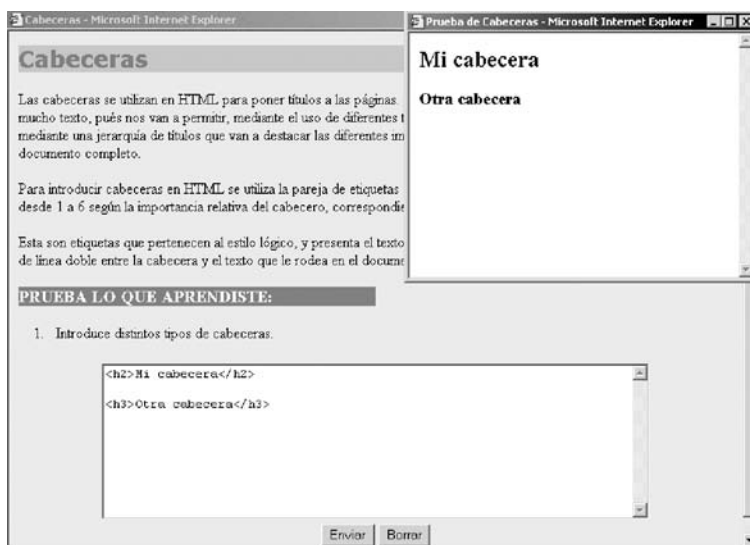 Cabeceras - Microsoft Internet Explorer
Cabeceras
Las cabeceras se utilizan en HTML para poner títulos a las páginas.
mucho texto, pués nos van a permitir, mediante el uso de diferentes t
mediante una jerarquía de títulos que van a destacar las diferentes im
documento completo.
Para introducir cabeceras en HTML se utiliza la pareja de etiquetas
desde 1 a 6 según la importancia relativa del cabecero, correspondie
Esta son etiquetas que pertenecen al estilo lógico, y presenta el texto
de línea doble entre la cabecera y el texto que le rodea en el docume
PRUEBA LO QUE APRENDISTE:
1. Introduce distintos tipos de cabeceras.
<h2>Mi cabecera</h2>
<h3>Otra cabecera</h3>
Enviar Borrar
Prueba de Cabeceras - Microsoft Internet Explorer
Mi cabecera
Otra cabecera